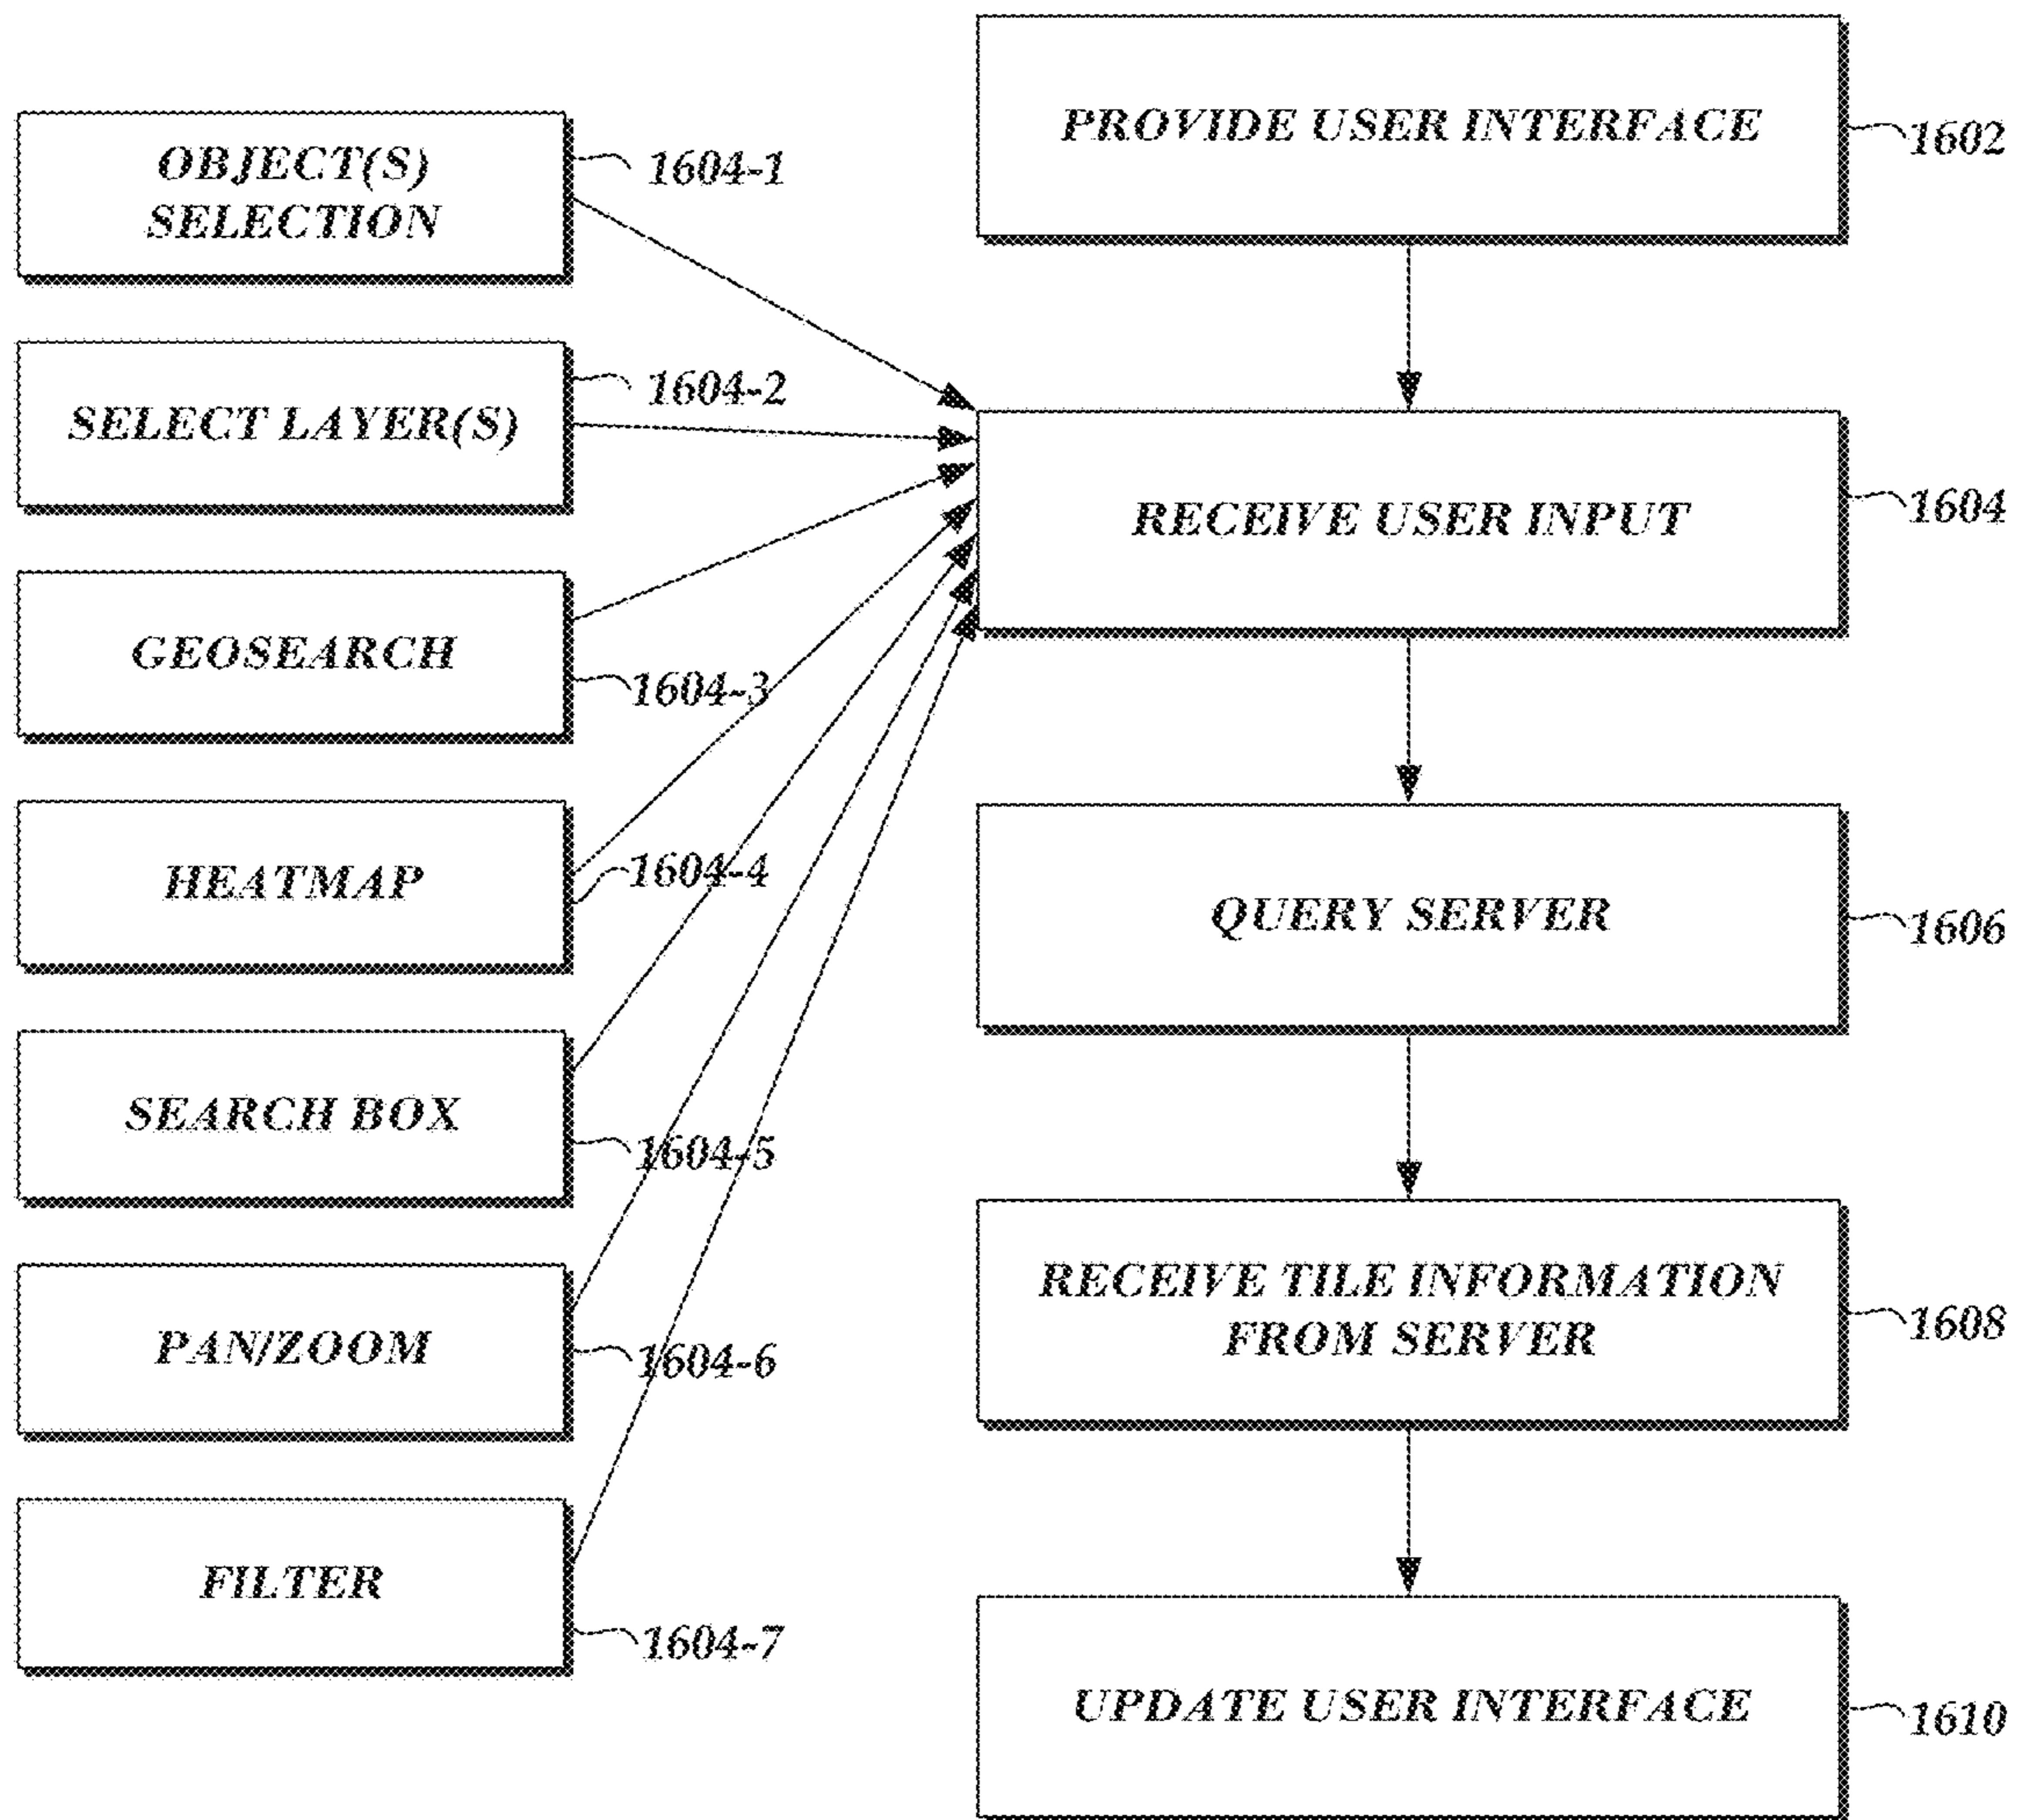 OBJECT(S)
SELECTION
1604-1
SELECT LAYER(S)
1604-2
GEOSEARCH
1604-3
HEATMAP
1604-4
SEARCH BOX
1604-5
PAN/ZOOM
1604-6
FILTER
1604-7
PROVIDE USER INTERFACE
1602
RECEIVE USER INPUT
1604
QUERY SERVER
1606
RECEIVE TILE INFORMATION
FROM SERVER
1608
UPDATE USER INTERFACE
1610